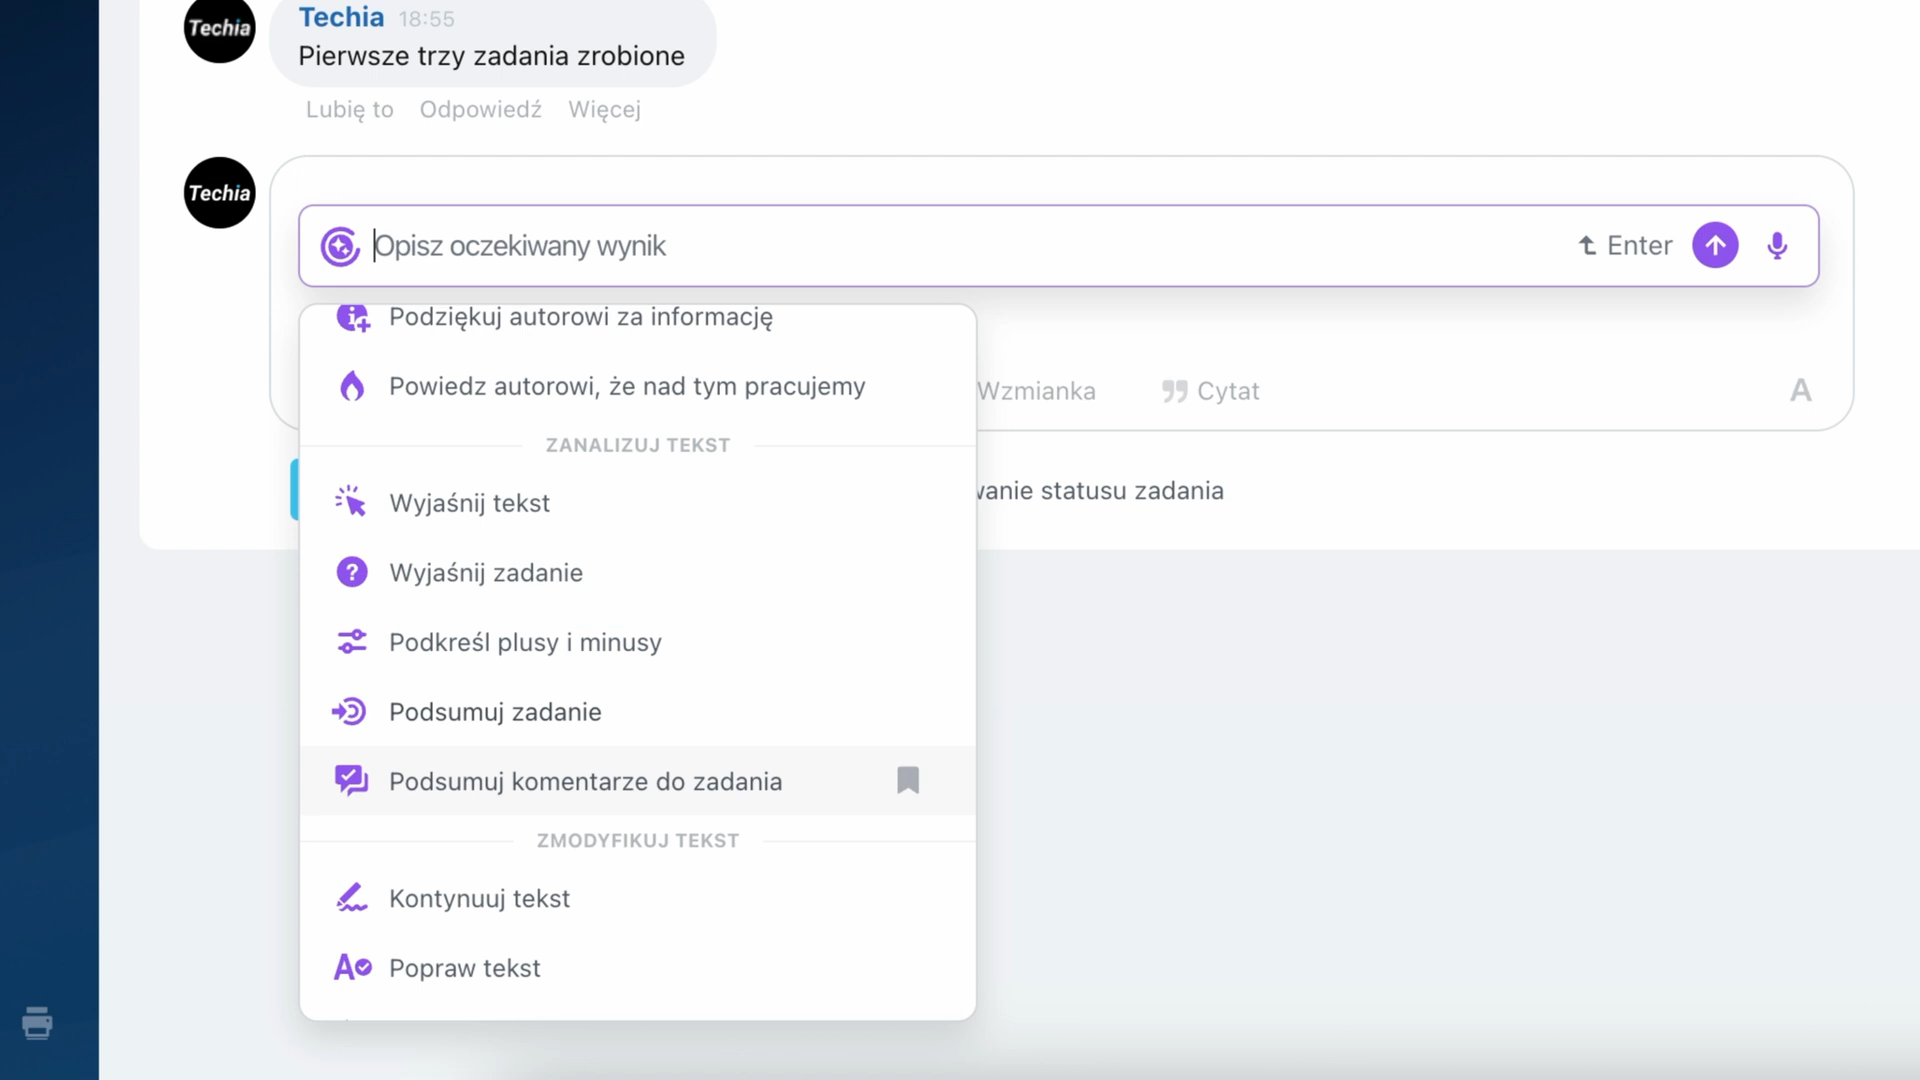 Techia
Techia 18:55
Pierwsze trzy zadania zrobione
Lubię to Odpowiedź Więcej
Techia
Opisz oczekiwany wynik Enter
Podziękuj autorowi za informację
Powiedz autorowi, że nad tym pracujemy
Wzmianka Cytat A
ZANALIZUJ TEKST
wanie statusu zadania
Wyjaśnij tekst
Wyjaśnij zadanie
Podkreśl plusy i minusy
Podsumuj zadanie
Podsumuj komentarze do zadania
ZMODYFIKUJ TEKST
Kontynuuj tekst
Popraw tekst